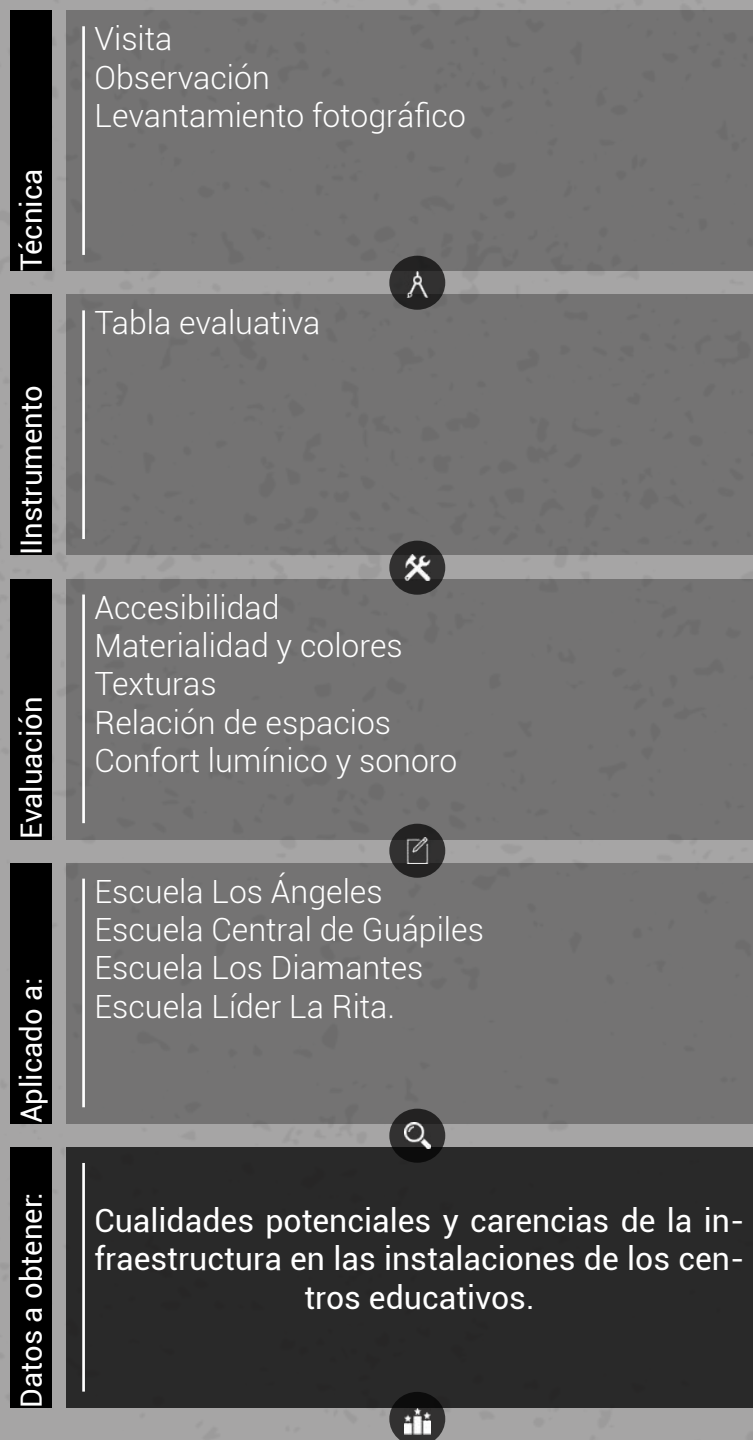 Técnica
Visita
Observación
Levantamiento fotográfico
IInstrumento
Tabla evaluativa
Evaluación
Accesibilidad
Materialidad y colores
Texturas
Relación de espacios
Confort lumínico y sonoro
Aplicado a:
Escuela Los Ángeles
Escuela Central de Guápiles
Escuela Los Diamantes
Escuela Líder La Rita.
Datos a obtener:
Cualidades potenciales y carencias de la in-
fraestructura en las instalaciones de los cen-
tros educativos.